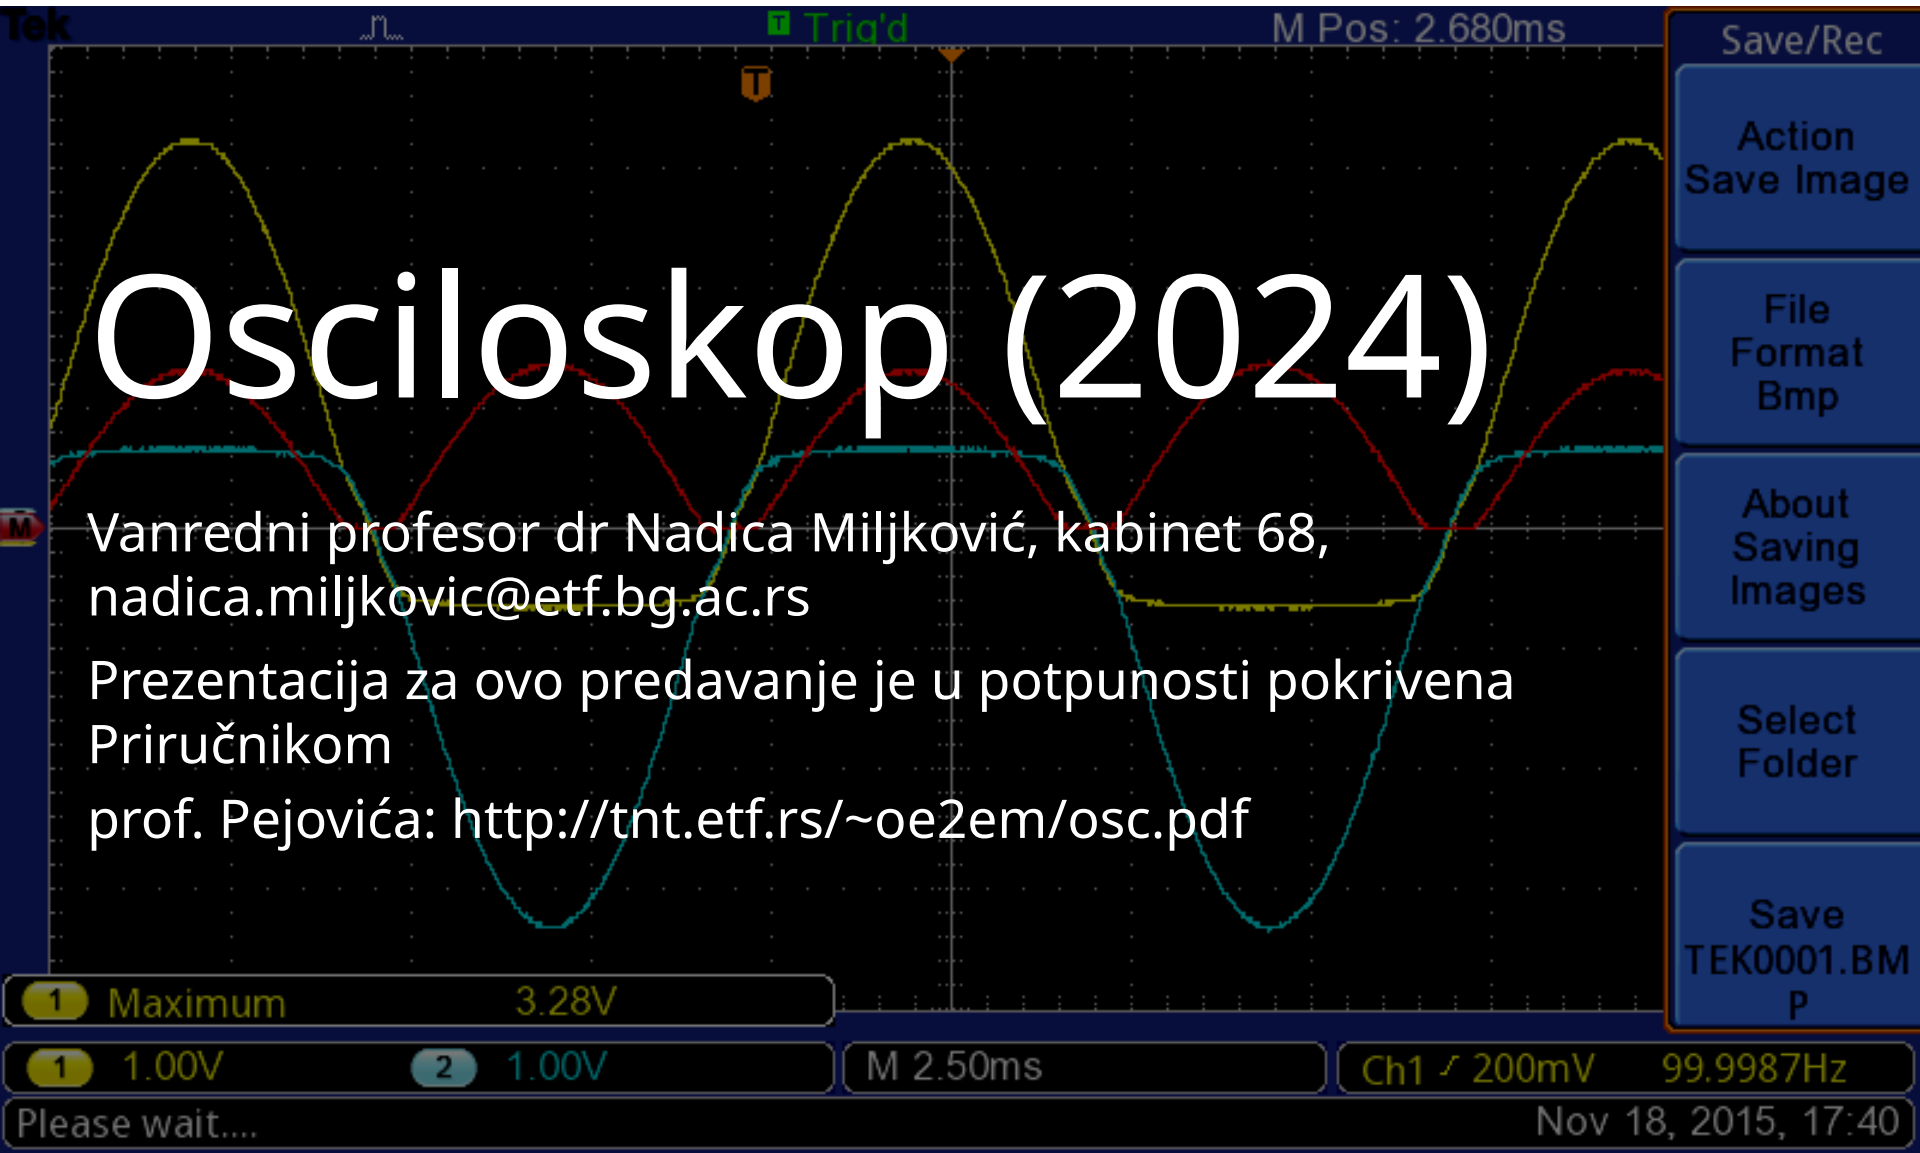 Tek
T Trig'd
M Pos: 2.680ms
Save/Rec
T
Action
Save Image
File
Format
Bmp
About
Saving
Images
Select
Folder
Save
TEK0001.BM
P
Osciloskop (2024)
M
Vanredni profesor dr Nadica Miljković, kabinet 68,
nadica.miljkovic@etf.bg.ac.rs
Prezentacija za ovo predavanje je u potpunosti pokrivena
Priručnikom
prof. Pejovića: http://tnt.etf.rs/~oe2em/osc.pdf
1 Maximum 3.28V
1 1.00V 2 1.00V M 2.50ms Ch1 200mV 99.9987Hz
Please wait.... Nov 18, 2015, 17:40